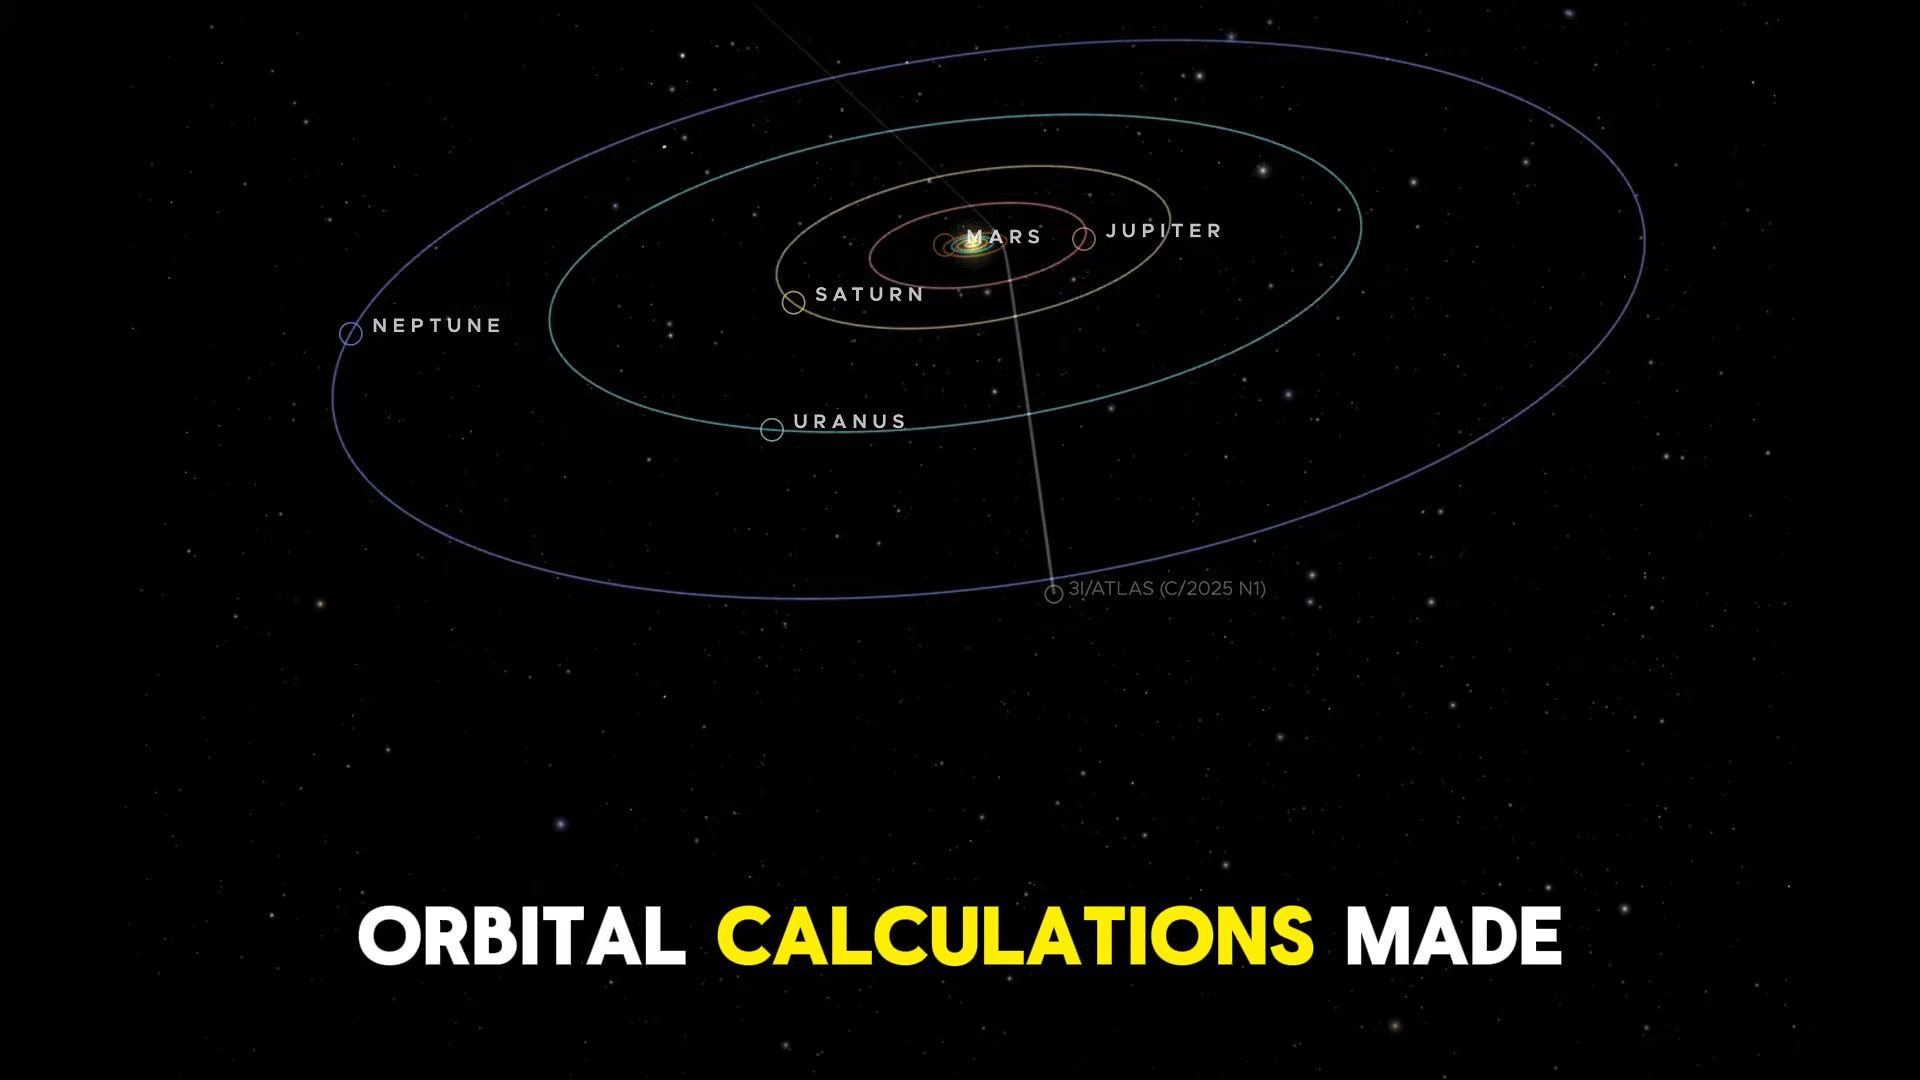 MARS
JUPITER
SATURN
NEPTUNE
URANUS
3I/ATLAS (C/2025 N1)
ORBITAL CALCULATIONS MADE